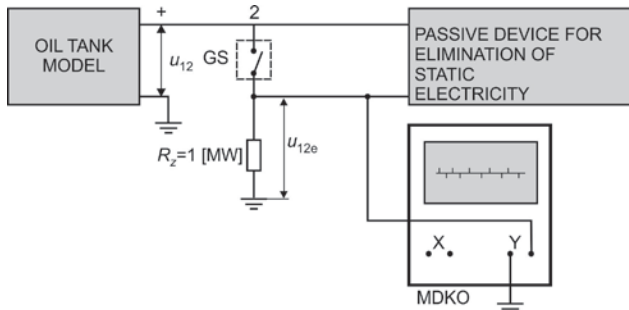 OIL TANK
MODEL
+
u12
2
GS
PASSIVE DEVICE FOR
ELIMINATION OF
STATIC
ELECTRICITY
Rz=1 [MW]
u12e
X
Y
MDKO